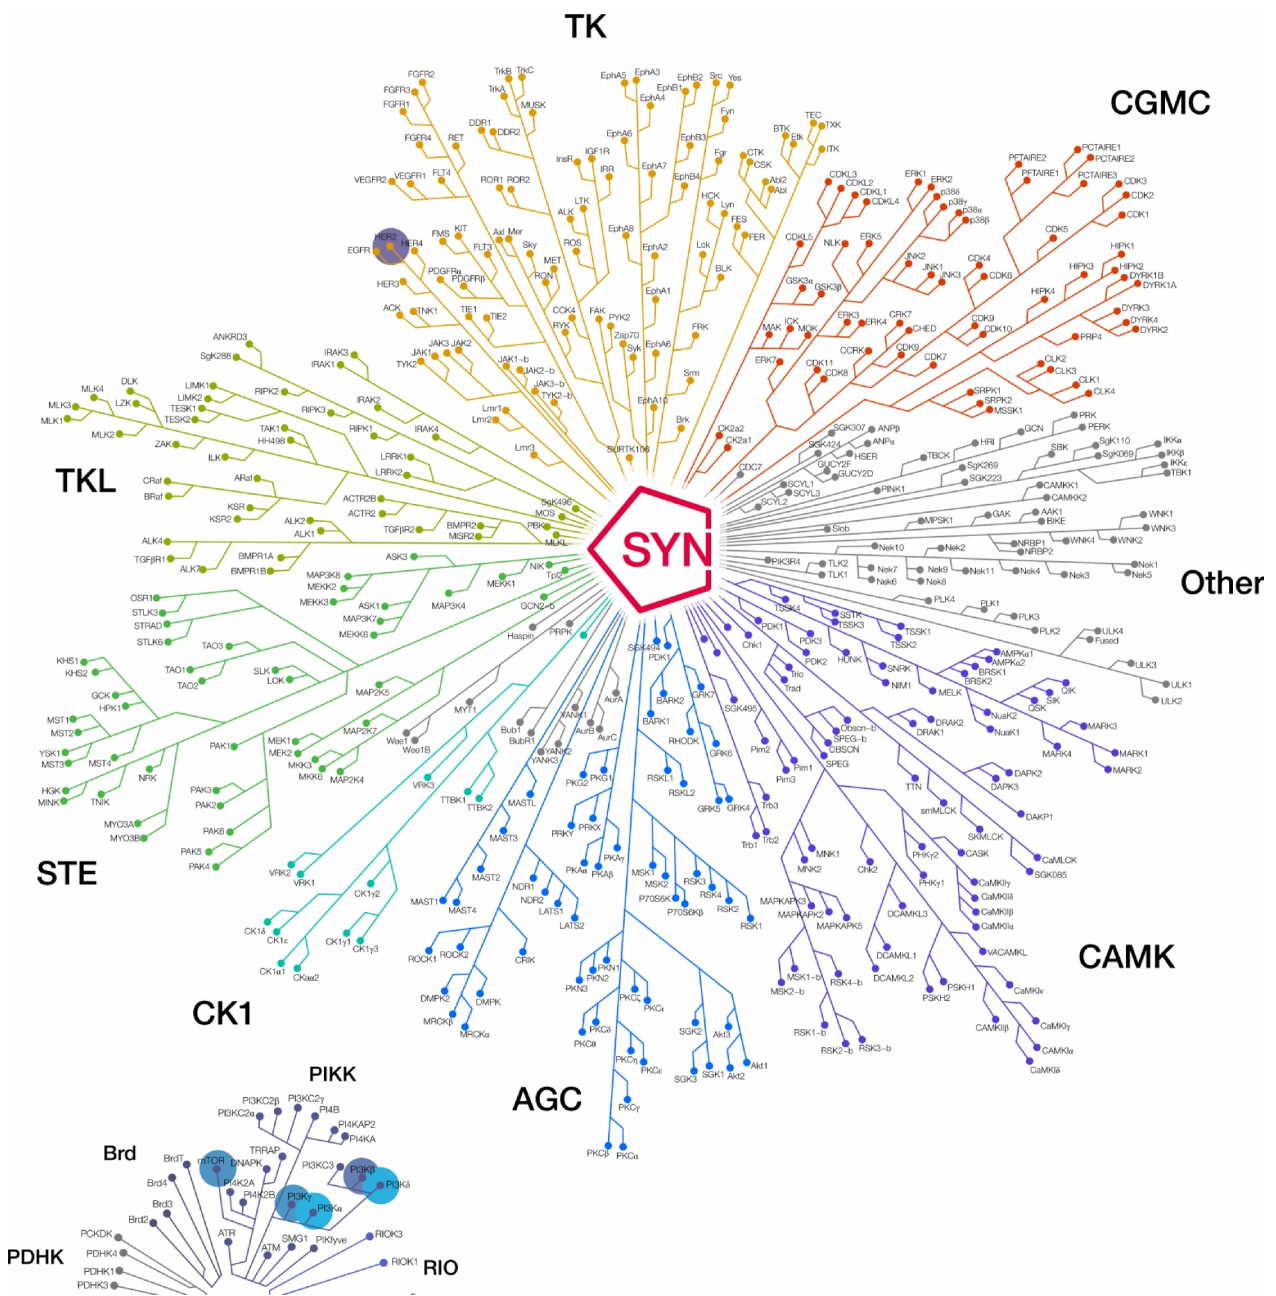 TK
CGMC
TKL
Other
STE
CK1
AGC
CAMK
SYN
PIKK
Brd
PDHK
RIO
FGFR2
FGFR3
FGFR1
FGFR4
RET
TrkB
TrkC
TrkA
MUSK
DDR1
DDR2
VEGFR2
VEGFR1
FLT4
ROR1
ROR2
InsR
IGF1R
IRR
LTK
ALK
ROS
HER2
EGFR
HER4
HER3
FMS
KIT
FLT3
Axl
Mer
Sky
MET
RON
PDGFRα
PDGFRβ
ACK
TNK1
TIE1
TIE2
CCK4
RYK
FAK
PYK2
Zap70
Syk
JAK1
JAK3
JAK2
TYK2
JAK1-b
JAK2-b
JAK3-b
TYK2-b
Lmr1
Lmr2
Lmr3
SURTK106
EphA5
EphA3
EphA4
EphB2
EphB1
EphA6
EphB3
EphA7
EphB4
EphA8
EphA2
EphA1
EphA6
EphA10
Src
Yes
Fyn
Fgr
HCK
Lyn
Lck
BLK
FRK
Srm
Brk
CTK
CSK
Abl2
Abl
FES
FER
BTK
Etk
TEC
TXK
ITK
CDKL3
CDKL2
CDKL1
CDKL4
CDKL5
ERK1
ERK2
p38δ
p38γ
p38α
p38β
NLK
ERK5
JNK2
JNK1
JNK3
GSK3α
GSK3β
PFTAIRE2
PFTAIRE1
PCTAIRE1
PCTAIRE2
PCTAIRE3
CDK3
CDK2
CDK1
CDK5
CDK4
CDK6
HIPK1
HIPK2
HIPK3
HIPK4
DYRK1B
DYRK1A
DYRK3
DYRK4
DYRK2
PRP4
MAK
ICK
MOK
ERK3
ERK4
ERK7
CRK7
CHED
CDK9
CDK10
CCRK
CDK9
CDK7
CDK11
CDK8
CLK2
CLK3
CLK1
CLK4
SRPK1
SRPK2
MSSK1
CK2a2
CK2a1
CDC7
ANKRD3
SgK288
IRAK3
IRAK1
DLK
MLK4
LZK
MLK3
MLK1
MLK2
LIMK1
LIMK2
TESK1
TESK2
RIPK2
RIPK3
IRAK2
IRAK4
RIPK1
TAK1
HH498
ZAK
ILK
LRRK1
LRRK2
CRaf
BRaf
ARaf
KSR
KSR2
ACTR2B
ACTR2
TGFβR2
BMPR2
MISR2
ALK2
ALK1
ALK4
TGFβR1
ALK7
BMPR1A
BMPR1B
SgK496
MOS
PBK
MLKL
NIK
Tpl2
GCN2-b
Haspin
PRPK
SGK307
SGK424
ANPβ
ANPα
HSER
GUCY2F
GUCY2D
SCYL1
SCYL3
SCYL2
PINK1
TBCK
HRI
GCN
PRK
PERK
SgK269
SGK223
SBK
SgK110
SgK069
IKKα
IKKβ
IKKε
TBK1
CAMKK1
CAMKK2
Slob
MPSK1
GAK
AAK1
BIKE
WNK1
WNK3
WNK4
WNK2
NRBP1
NRBP2
PIK3R4
TLK2
TLK1
Nek10
Nek2
Nek7
Nek6
Nek9
Nek8
Nek11
Nek4
Nek3
Nek1
Nek5
PLK4
PLK1
PLK3
PLK2
ULK4
Fused
ULK3
ULK1
ULK2
ASK3
MAP3K8
MEKK2
MEKK3
ASK1
MAP3K7
MEKK6
MEKK1
MAP3K4
OSR1
STLK3
STRAD
STLK6
TAO3
TAO1
TAO2
SLK
LOK
KHS1
KHS2
GCK
HPK1
MST1
MST2
YSK1
MST3
MST4
HGK
MINK
NRK
TNIK
MYO3A
MYO3B
PAK1
PAK3
PAK2
PAK6
PAK5
PAK4
MAP2K5
MAP2K7
MEK1
MEK2
MKK3
MKK6
MAP2K4
MYT1
Wee1
Wee1B
Bub1
BubR1
AurA
AurB
AurC
YANK1
YANK2
YANK3
VRK3
VRK2
VRK1
TTBK1
TTBK2
CK1γ2
CK1δ
CK1ε
CK1γ1
CK1γ3
CK1α1
CKaα2
SGK494
PDK1
BARK2
BARK1
GRK7
RHODK
GRK6
GRK5
GRK4
PKG2
PKG1
PRKY
PRKX
PKAα
PKAγ
PKAβ
RSKL1
RSKL2
MASTL
MAST3
MAST2
MAST1
MAST4
NDR1
NDR2
LATS1
LATS2
ROCK1
ROCK2
CRIK
DMPK2
DMPK
MRCKβ
MRCKα
MSK1
MSK2
P70S6K
P70S6Kβ
RSK3
RSK4
RSK2
RSK1
PKN1
PKN2
PKN3
PKCζ
PKCι
PKCδ
PKCθ
PKCη
PKCε
PKCγ
PKCβ
PKCα
SGK2
Akt3
SGK3
SGK1
Akt2
Akt1
TSSK4
SSTK
TSSK3
TSSK1
TSSK2
Chk1
PDK1
PDK3
PDK2
HUNK
SNRK
NIM1
Trio
Trad
AMPKα1
AMPKα2
BRSK1
BRSK2
MELK
QIK
SIK
QSK
NuaK2
NuaK1
MARK3
MARK4
MARK1
MARK2
SGK495
Pim2
Pim1
Pim3
Obscn-b
SPEG-b
OBSCN
SPEG
DRAK2
DRAK1
TTN
smMLCK
SKMLCK
DAPK2
DAPK3
DAKP1
CaMLCK
SGK085
Trb3
Trb2
Trb1
MNK1
MNK2
Chk2
PHKγ2
PHKγ1
CASK
CaMKIIγ
CaMKIIδ
CaMKIIβ
CaMKIIα
MAPKAPK3
MAPKAPK2
MAPKAPK5
DCAMKL3
DCAMKL1
DCAMKL2
VACAMKL
MSK1-b
MSK2-b
RSK4-b
PSKH1
PSKH2
CaMKIv
RSK1-b
RSK2-b
RSK3-b
CAMKIIβ
CaMKIγ
CAMKIα
CaMKIδ
PI3KC2β
PI3KC2γ
PI3KC2α
PI4B
PI4KAP2
PI4KA
TRRAP
BrdT
mTOR
DNAPK
PI3KC3
PI3Kβ
PI3Kδ
Brd4
PI4K2A
PI4K2B
PI3Kγ
PI3Kα
Brd3
Brd2
PCKDK
PDHK4
PDHK1
PDHK3
ATR
ATM
SMG1
PIKfyve
RIOK3
RIOK1